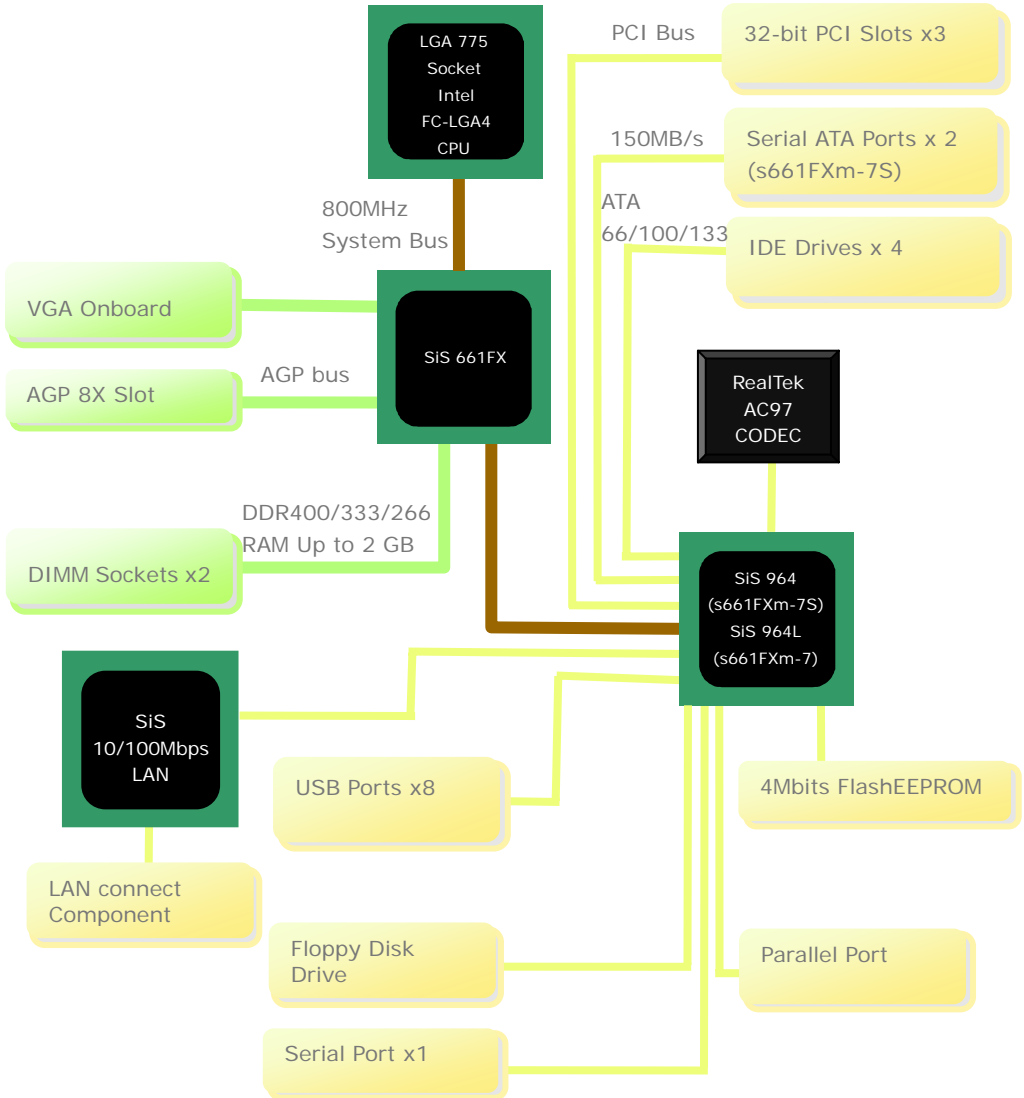 LGA 775
Socket
Intel
FC-LGA4
CPU
PCI Bus
32-bit PCI Slots x3
150MB/s
Serial ATA Ports x 2
(s661FXm-7S)
ATA
66/100/133
IDE Drives x 4
800MHz
System Bus
VGA Onboard
SiS 661FX
AGP bus
AGP 8X Slot
RealTek
AC97
CODEC
DDR400/333/266
RAM Up to 2 GB
DIMM Sockets x2
SiS 964
(s661FXm-7S)
SiS 964L
(s661FXm-7)
SiS
10/100Mbps
LAN
USB Ports x8
4Mbits FlashEEPROM
LAN connect
Component
Floppy Disk
Drive
Parallel Port
Serial Port x1